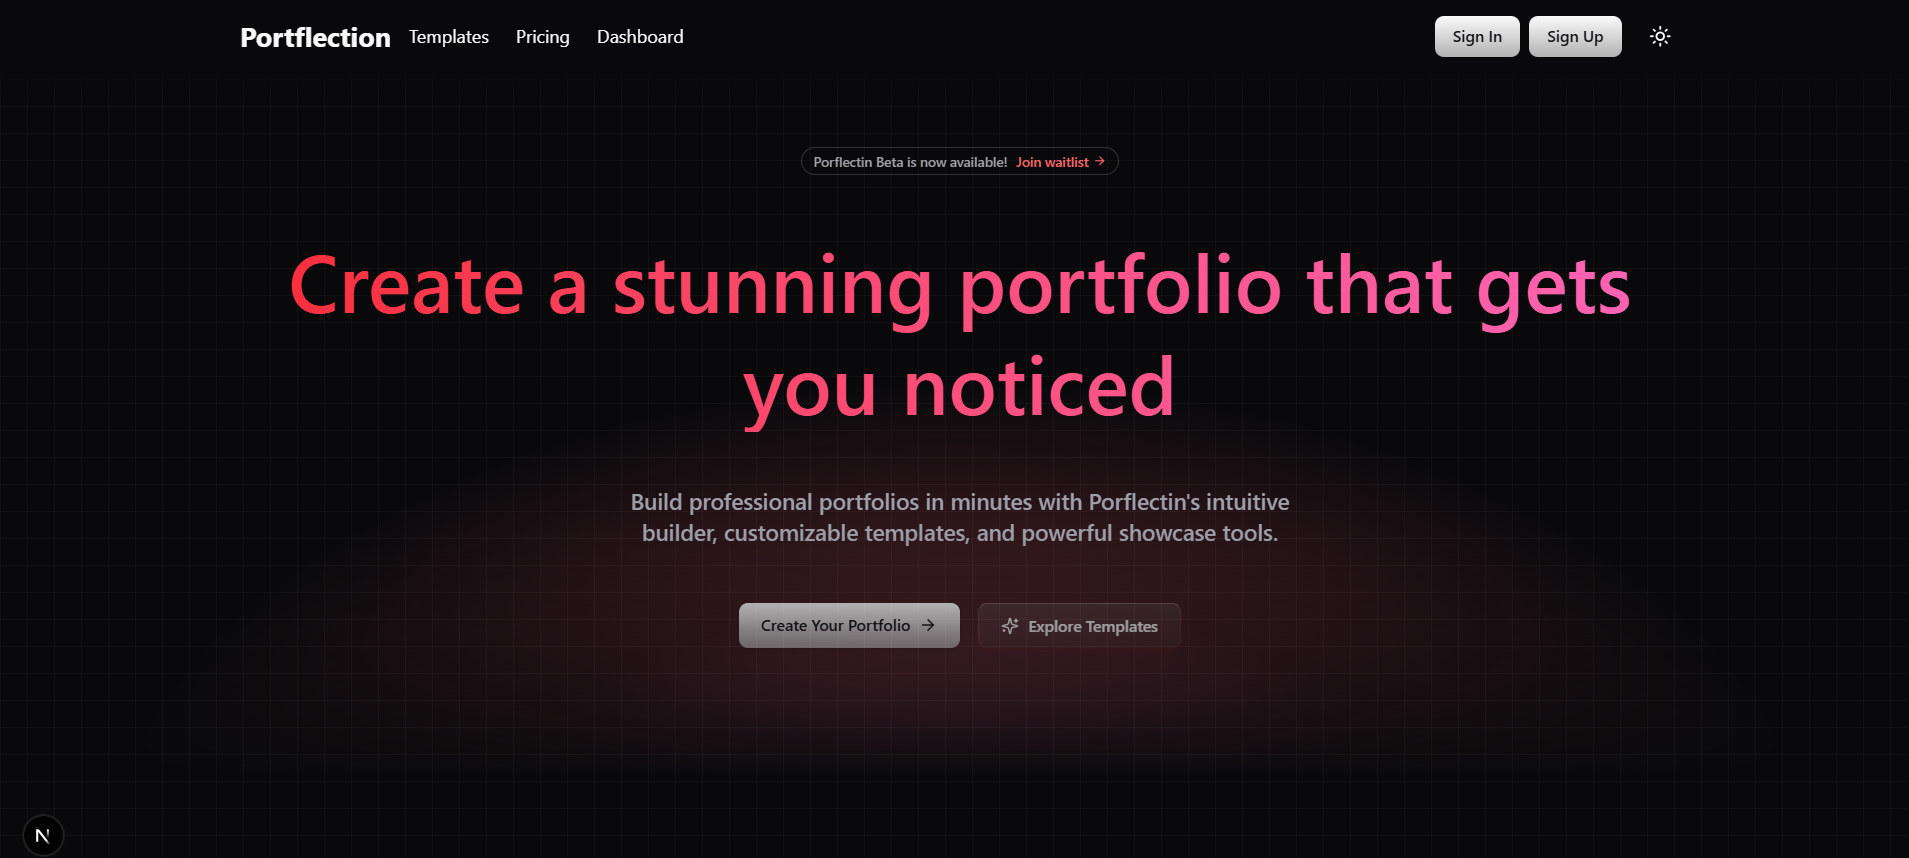 Portflection Templates Pricing Dashboard Sign In Sign Up
Porflectin Beta is now available! Join waitlist →
Create a stunning portfolio that gets
you noticed
Build professional portfolios in minutes with Porflectin's intuitive
builder, customizable templates, and powerful showcase tools.
Create Your Portfolio → Explore Templates
N